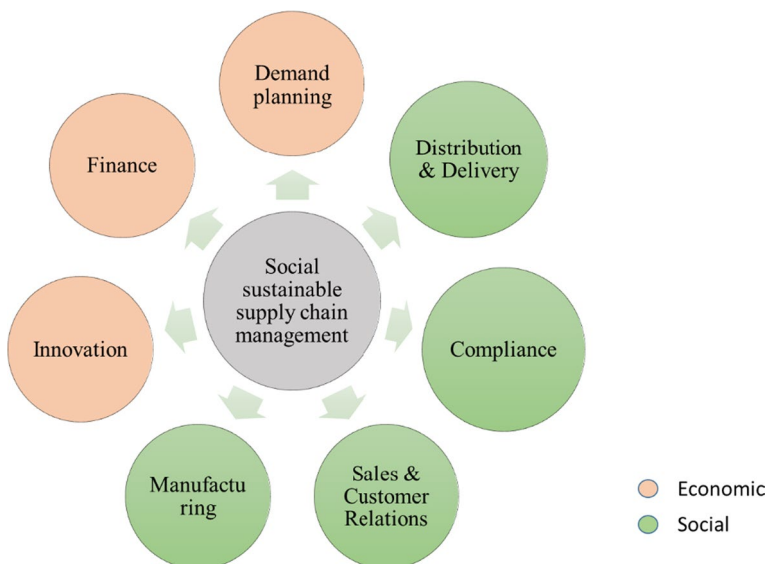 Demand
planning
Distribution
& Delivery
Finance
Social
sustainable
supply chain
management
Innovation
Compliance
Manufactu
ring
Sales &
Customer
Relations
Economic
Social